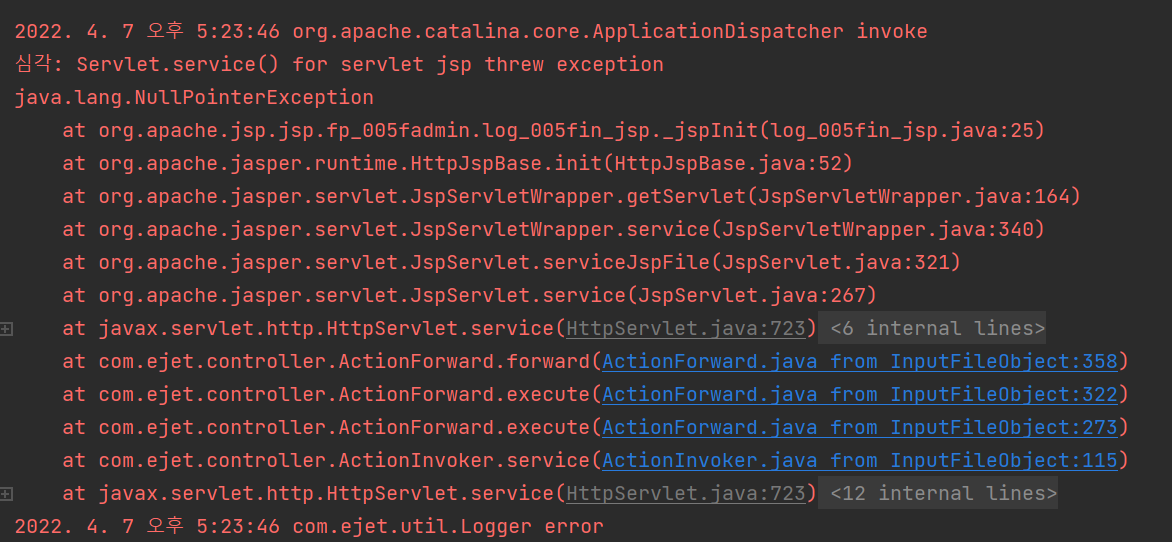 2022. 4. 7 오후 5:23:46 org.apache.catalina.core.ApplicationDispatcher invoke
심각: Servlet.service() for servlet jsp threw exception
java.lang.NullPointerException
    at org.apache.jsp.jsp.fp_005fadmin.log_005fin_jsp._jspInit(log_005fin_jsp.java:25)
    at org.apache.jasper.runtime.HttpJspBase.init(HttpJspBase.java:52)
    at org.apache.jasper.servlet.JspServletWrapper.getServlet(JspServletWrapper.java:164)
    at org.apache.jasper.servlet.JspServletWrapper.service(JspServletWrapper.java:340)
    at org.apache.jasper.servlet.JspServlet.serviceJspFile(JspServlet.java:321)
    at org.apache.jasper.servlet.JspServlet.service(JspServlet.java:267)
    at javax.servlet.http.HttpServlet.service(HttpServlet.java:723) <6 internal lines>
    at com.ejet.controller.ActionForward.forward(ActionForward.java from InputFileObject:358)
    at com.ejet.controller.ActionForward.execute(ActionForward.java from InputFileObject:322)
    at com.ejet.controller.ActionForward.execute(ActionForward.java from InputFileObject:273)
    at com.ejet.controller.ActionInvoker.service(ActionInvoker.java from InputFileObject:115)
    at javax.servlet.http.HttpServlet.service(HttpServlet.java:723) <12 internal lines>
2022. 4. 7 오후 5:23:46 com.ejet.util.Logger error